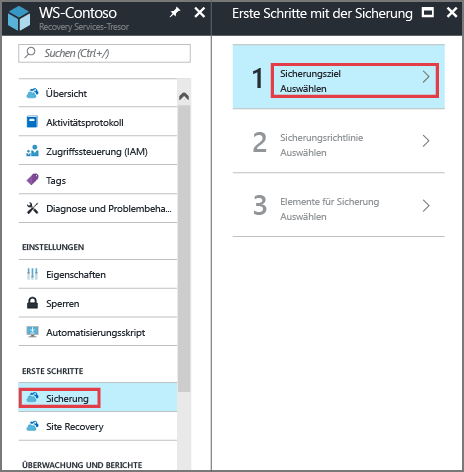 WS-Contoso
Recovery Services-Tresor
Suchen (Ctrl+/)
Übersicht
Aktivitätsprotokoll
Zugriffssteuerung (IAM)
Tags
Diagnose und Problembeha...
EINSTELLUNGEN
Eigenschaften
Sperren
Automatisierungsskript
ERSTE SCHRITTE
Sicherung
Site Recovery
ÜBERWACHUNG UND BERICHTE
Erste Schritte mit der Sicherung
1 Sicherungsziel
Auswählen
2 Sicherungsrichtlinie
Auswählen
3 Elemente für Sicherung
Auswählen